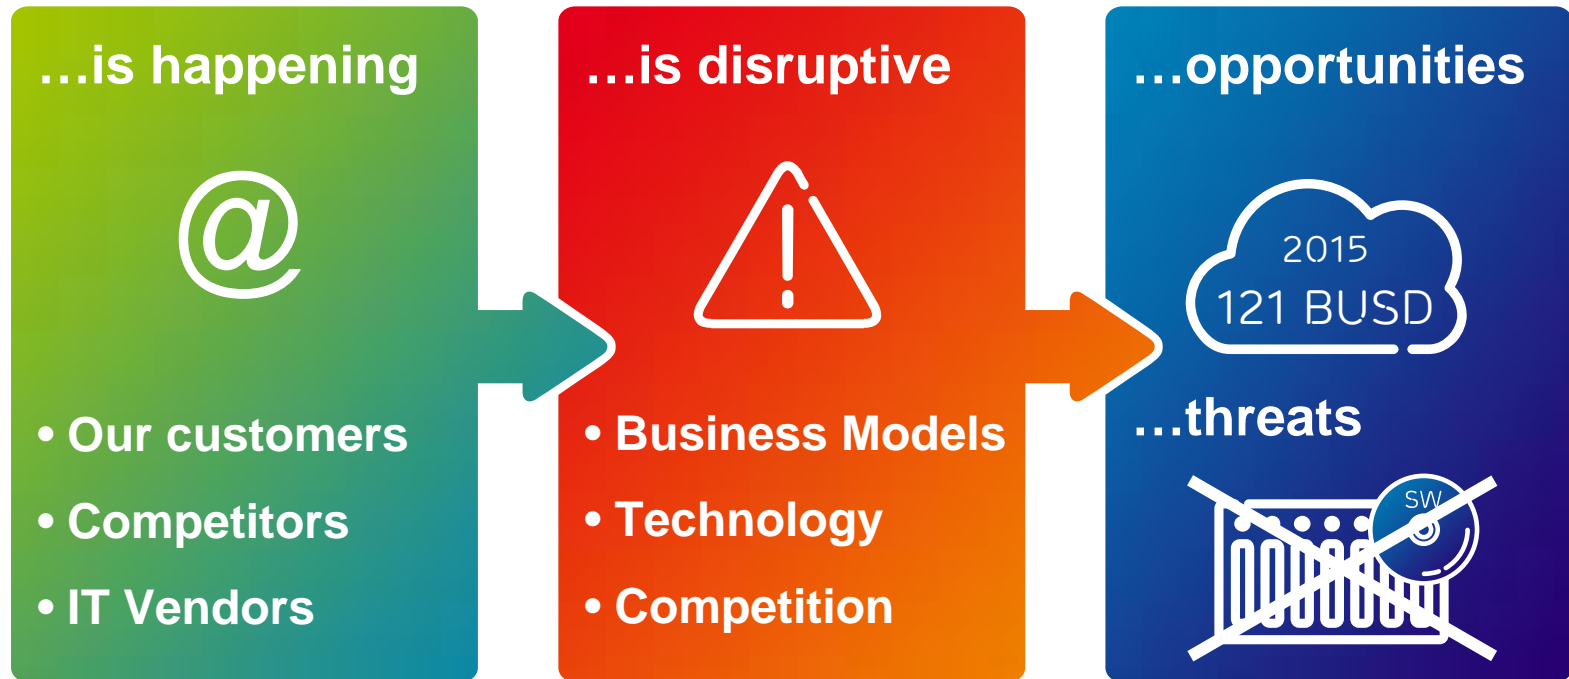 …is happening
@
• Our customers
• Competitors
• IT Vendors
…is disruptive
• Business Models
• Technology
• Competition
…opportunities
2015
121 BUSD
…threats
SW